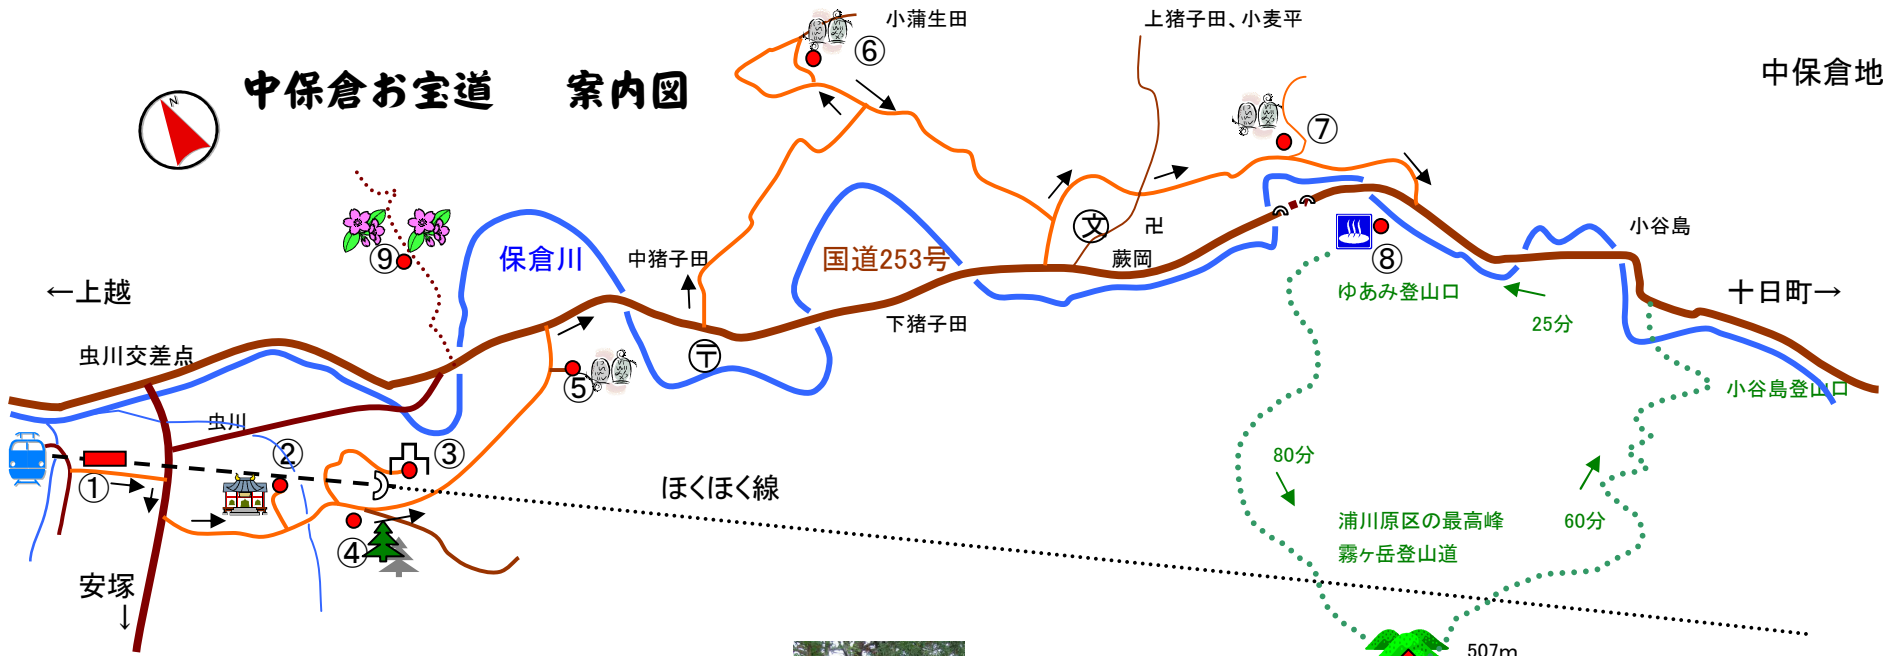 小蒲生田
上猪子田、小麦平
⑥
中保倉お宝道 案内図
中保倉地
N
⑦
小谷島
⑨
保倉川
中猪子田
国道253号
文
卍
蕨岡
⑧
←上越
ゆあみ登山口
十日町→
25分
下猪子田
虫川交差点
〒
⑤
小谷島登山口
虫川
②
③
80分
①
ほくほく線
浦川原区の最高峰
60分
④
霧ヶ岳登山道
安塚
↓
507m